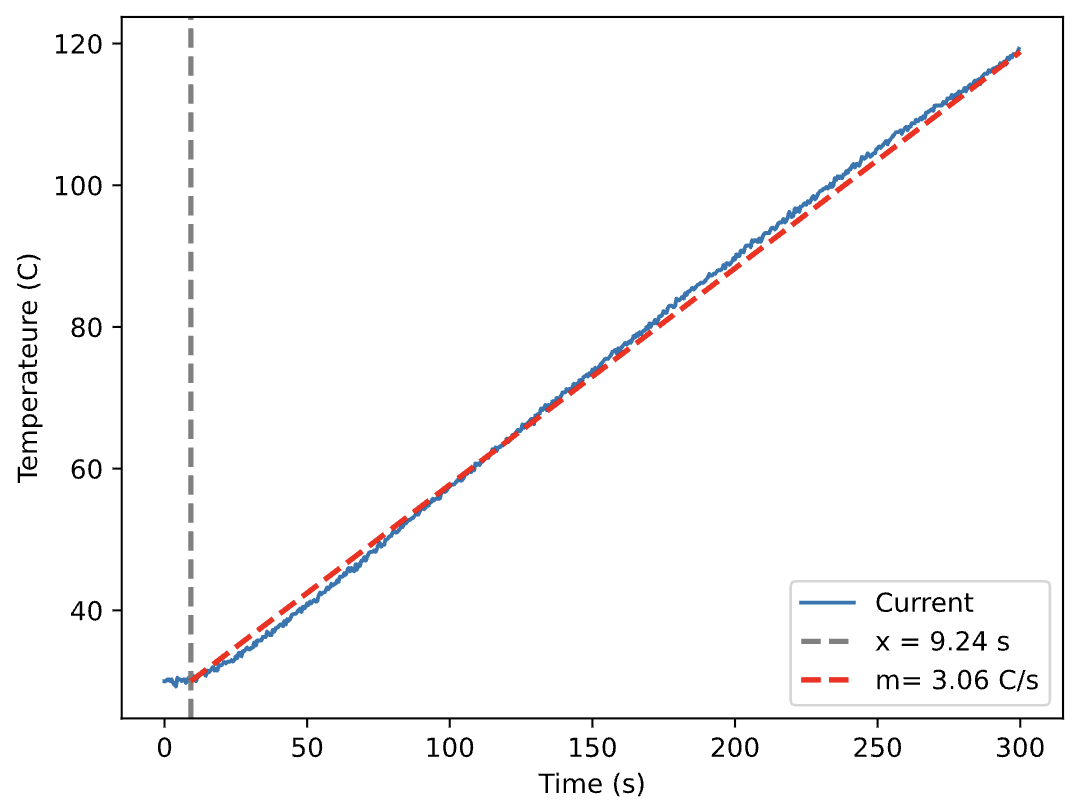 120
100
80
60
40
Temperateure (C)
0 50 100 150 200 250 300
Time (s)
Current
x = 9.24 s
m= 3.06 C/s